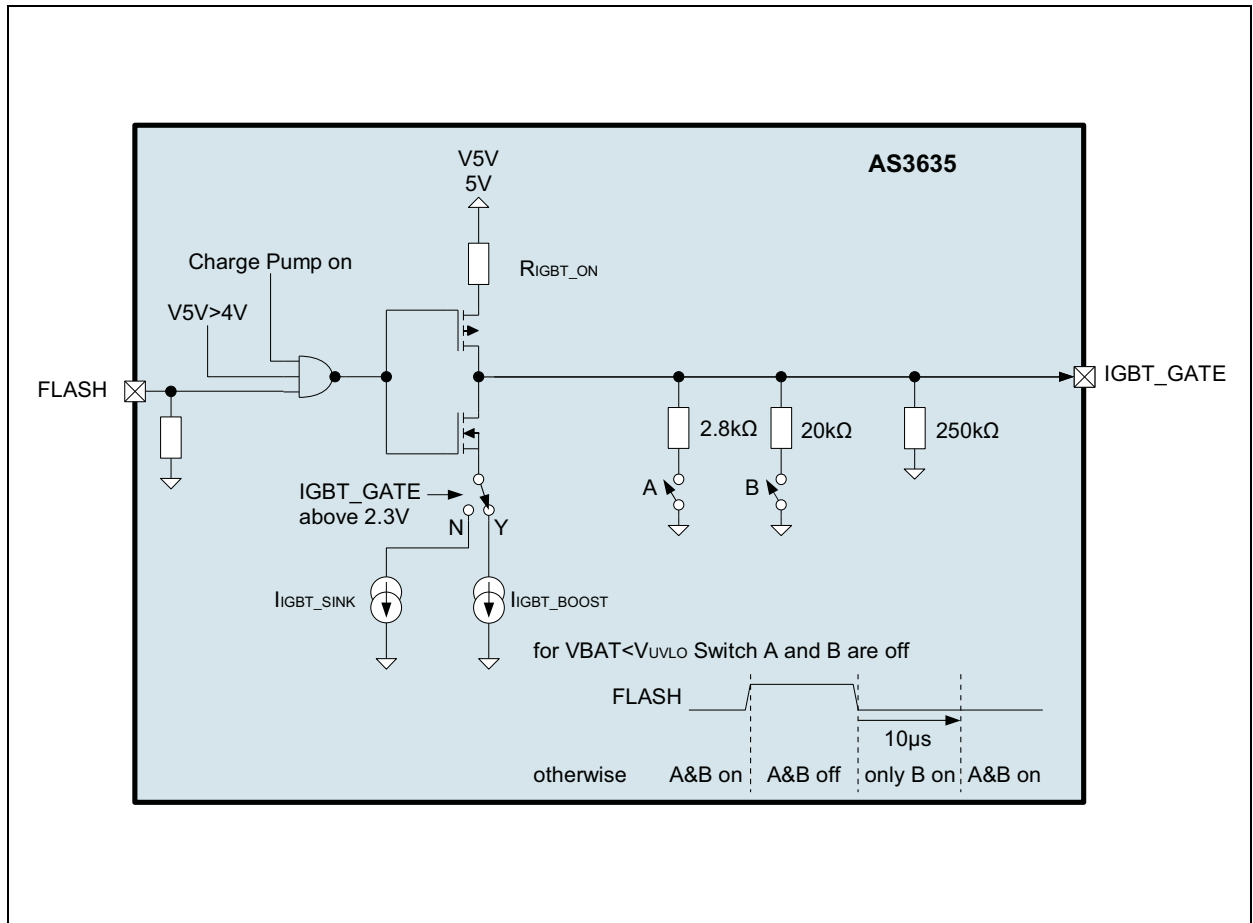 AS3635
V5V
5V
RIGBT_ON
Charge Pump on
V5V>4V
FLASH
IGBT_GATE
2.8kΩ
20kΩ
250kΩ
A
B
IGBT_GATE
above 2.3V
N
Y
IIGBT_SINK
IIGBT_BOOST
for VBAT<VUVLO Switch A and B are off
FLASH
10µs
otherwise A&B on A&B off only B on A&B on